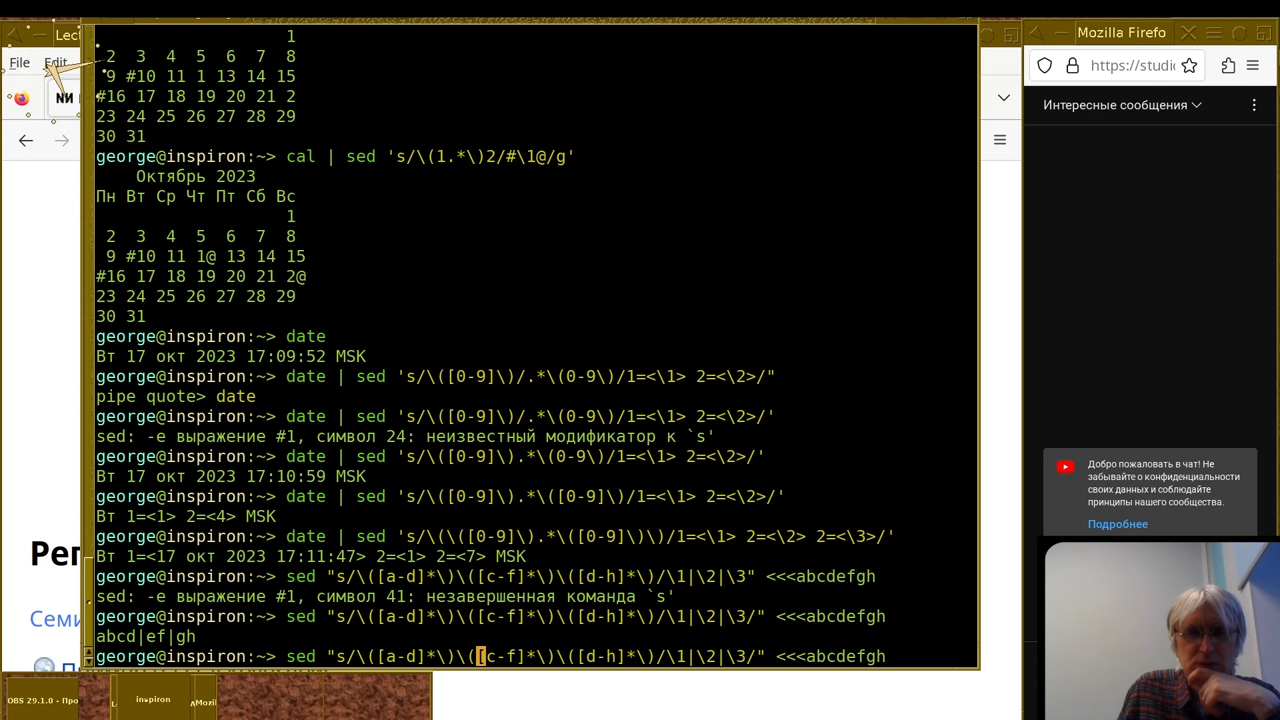 Lect
File Edit
Mozilla Firefo
https://studi
Интересные сообщения
1
2 3 4 5 6 7 8
9 #10 11 1 13 14 15
#16 17 18 19 20 21 2
23 24 25 26 27 28 29
30 31
george@inspiron:~> cal | sed 's/\(1.*\)2/#\1@/g'
Октябрь 2023
Пн Вт Ср Чт Пт Сб Вс
1
2 3 4 5 6 7 8
9 #10 11 1@ 13 14 15
#16 17 18 19 20 21 2@
23 24 25 26 27 28 29
30 31
george@inspiron:~> date
Вт 17 окт 2023 17:09:52 MSK
george@inspiron:~> date | sed 's/\([0-9]\)/.*\(0-9\)/1=<\1> 2=<\2>/"
pipe quote> date
george@inspiron:~> date | sed 's/\([0-9]\)/.*\(0-9\)/1=<\1> 2=<\2>/'
sed: -e выражение #1, символ 24: неизвестный модификатор к `s'
george@inspiron:~> date | sed 's/\([0-9]\).*\(0-9\)/1=<\1> 2=<\2>/'
Вт 17 окт 2023 17:10:59 MSK
george@inspiron:~> date | sed 's/\([0-9]\).*\([0-9]\)/1=<\1> 2=<\2>/'
Вт 1=<1> 2=<4> MSK
george@inspiron:~> date | sed 's/\(\([0-9]\).*\([0-9]\)\)/1=<\1> 2=<\2> 2=<\3>/'
Вт 1=<17 окт 2023 17:11:47> 2=<1> 2=<7> MSK
george@inspiron:~> sed "s/\([a-d]*\)\([c-f]*\)\([d-h]*\)/\1|\2|\3" <<<abcdefgh
sed: -e выражение #1, символ 41: незавершенная команда `s'
george@inspiron:~> sed "s/\([a-d]*\)\([c-f]*\)\([d-h]*\)/\1|\2|\3/" <<<abcdefgh
abcd|ef|gh
george@inspiron:~> sed "s/\([a-d]*\)\([c-f]*\)\([d-h]*\)/\1|\2|\3/" <<<abcdefgh
Добро пожаловать в чат! Не
забывайте о конфиденциальности
своих данных и соблюдайте
принципы нашего сообщества.
Подробнее
Рег
Семи
DBS 29.1.0 - Про
inspiron
Mozil